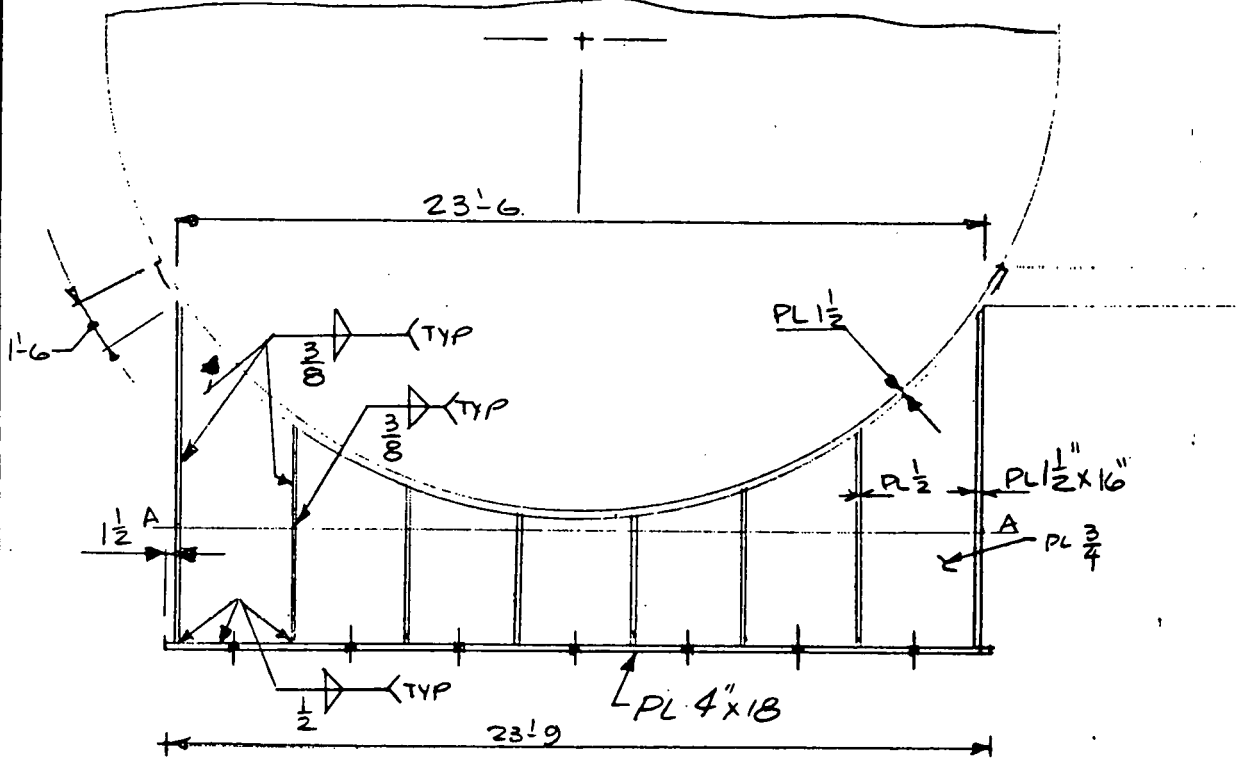 23'-6
1'-6
3/8 TYP
PL 1 1/2
3/8 TYP
PL 1/2
PL 1 1/2" x 16"
1 1/2
A
A
PL 3/4
1/2 TYP
PL 4" x 18
23'-9